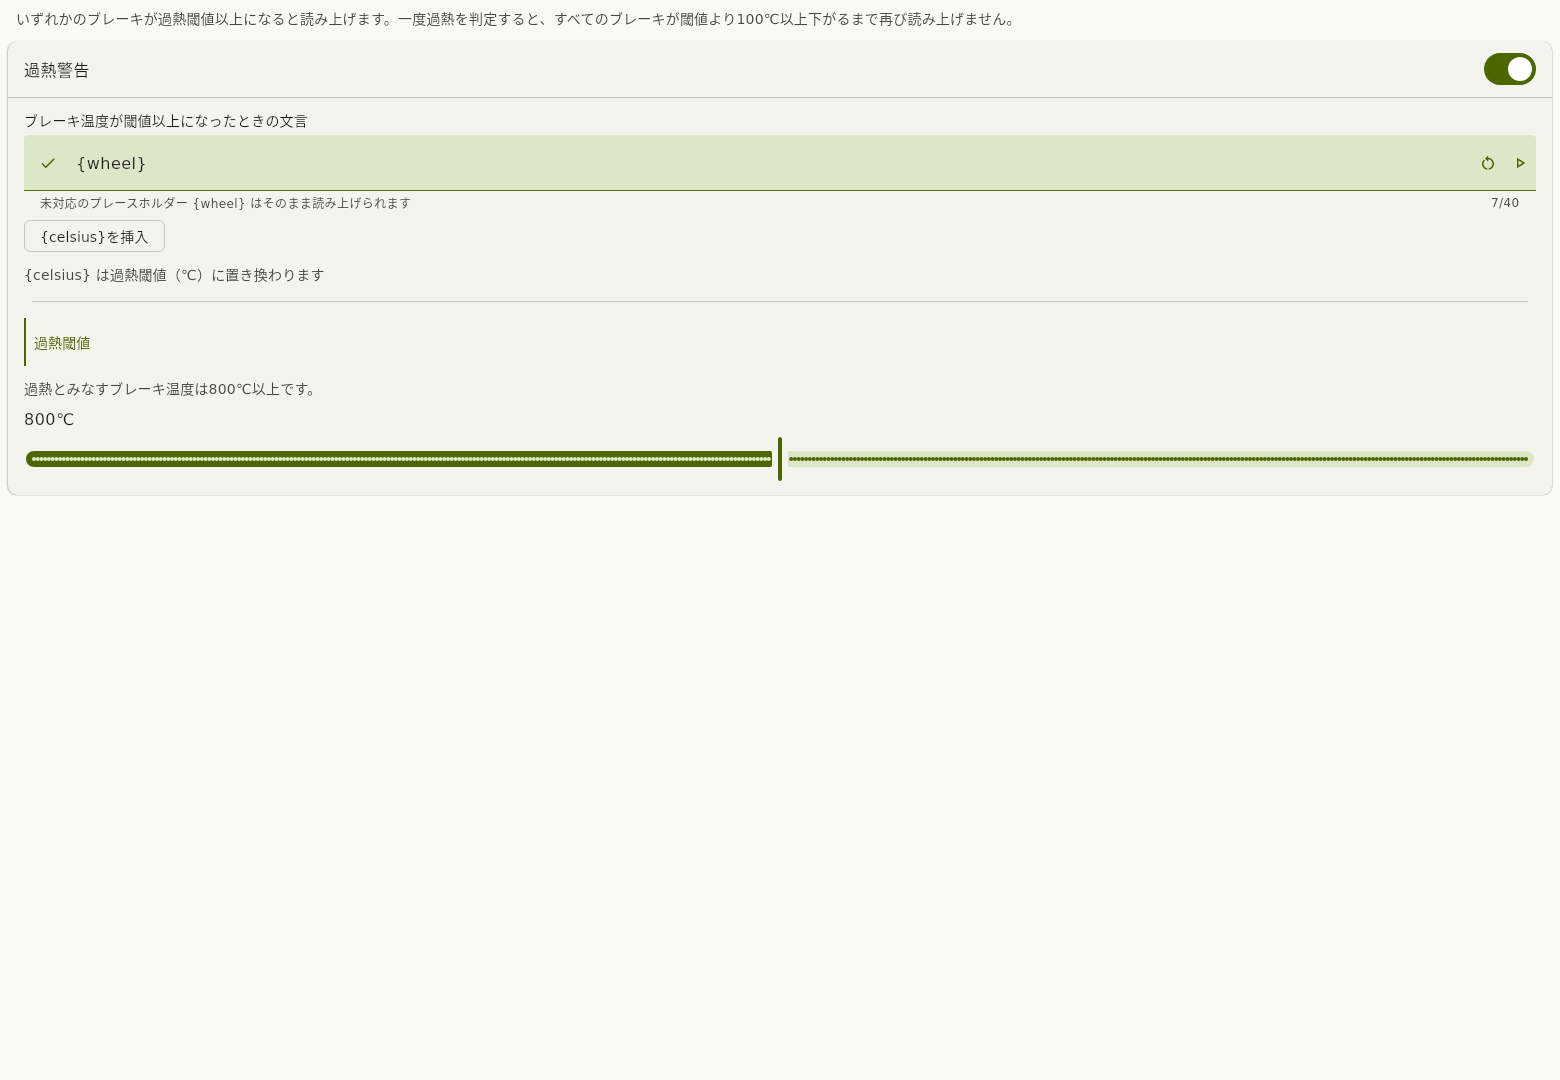 いずれかのブレーキが過熱閾値以上になると読み上げます。一度過熱を判定すると、すべてのブレーキが閾値より100℃以上下がるまで再び読み上げません。
過熱警告
ブレーキ温度が閾値以上になったときの文言
{wheel}
未対応のプレースホルダー {wheel} はそのまま読み上げられます
7/40
{celsius}を挿入
{celsius} は過熱閾値（℃）に置き換わります
過熱閾値
過熱とみなすブレーキ温度は800℃以上です。
800℃